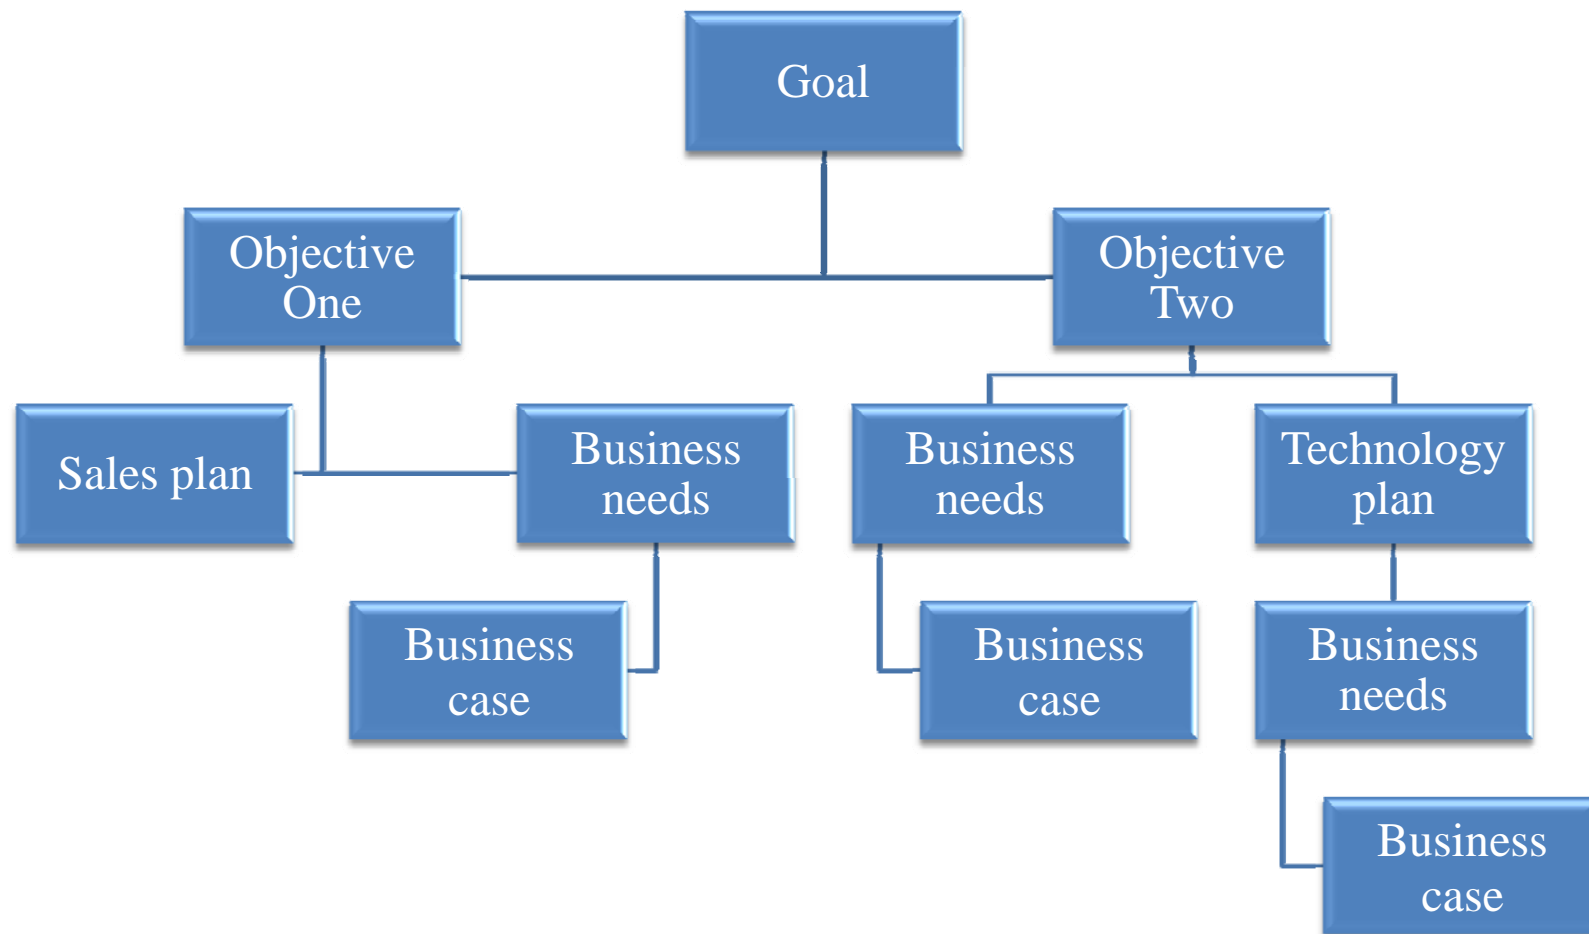 Goal
Objective
One
Objective
Two
Sales plan
Business
needs
Business
needs
Technology
plan
Business
case
Business
case
Business
needs
Business
case